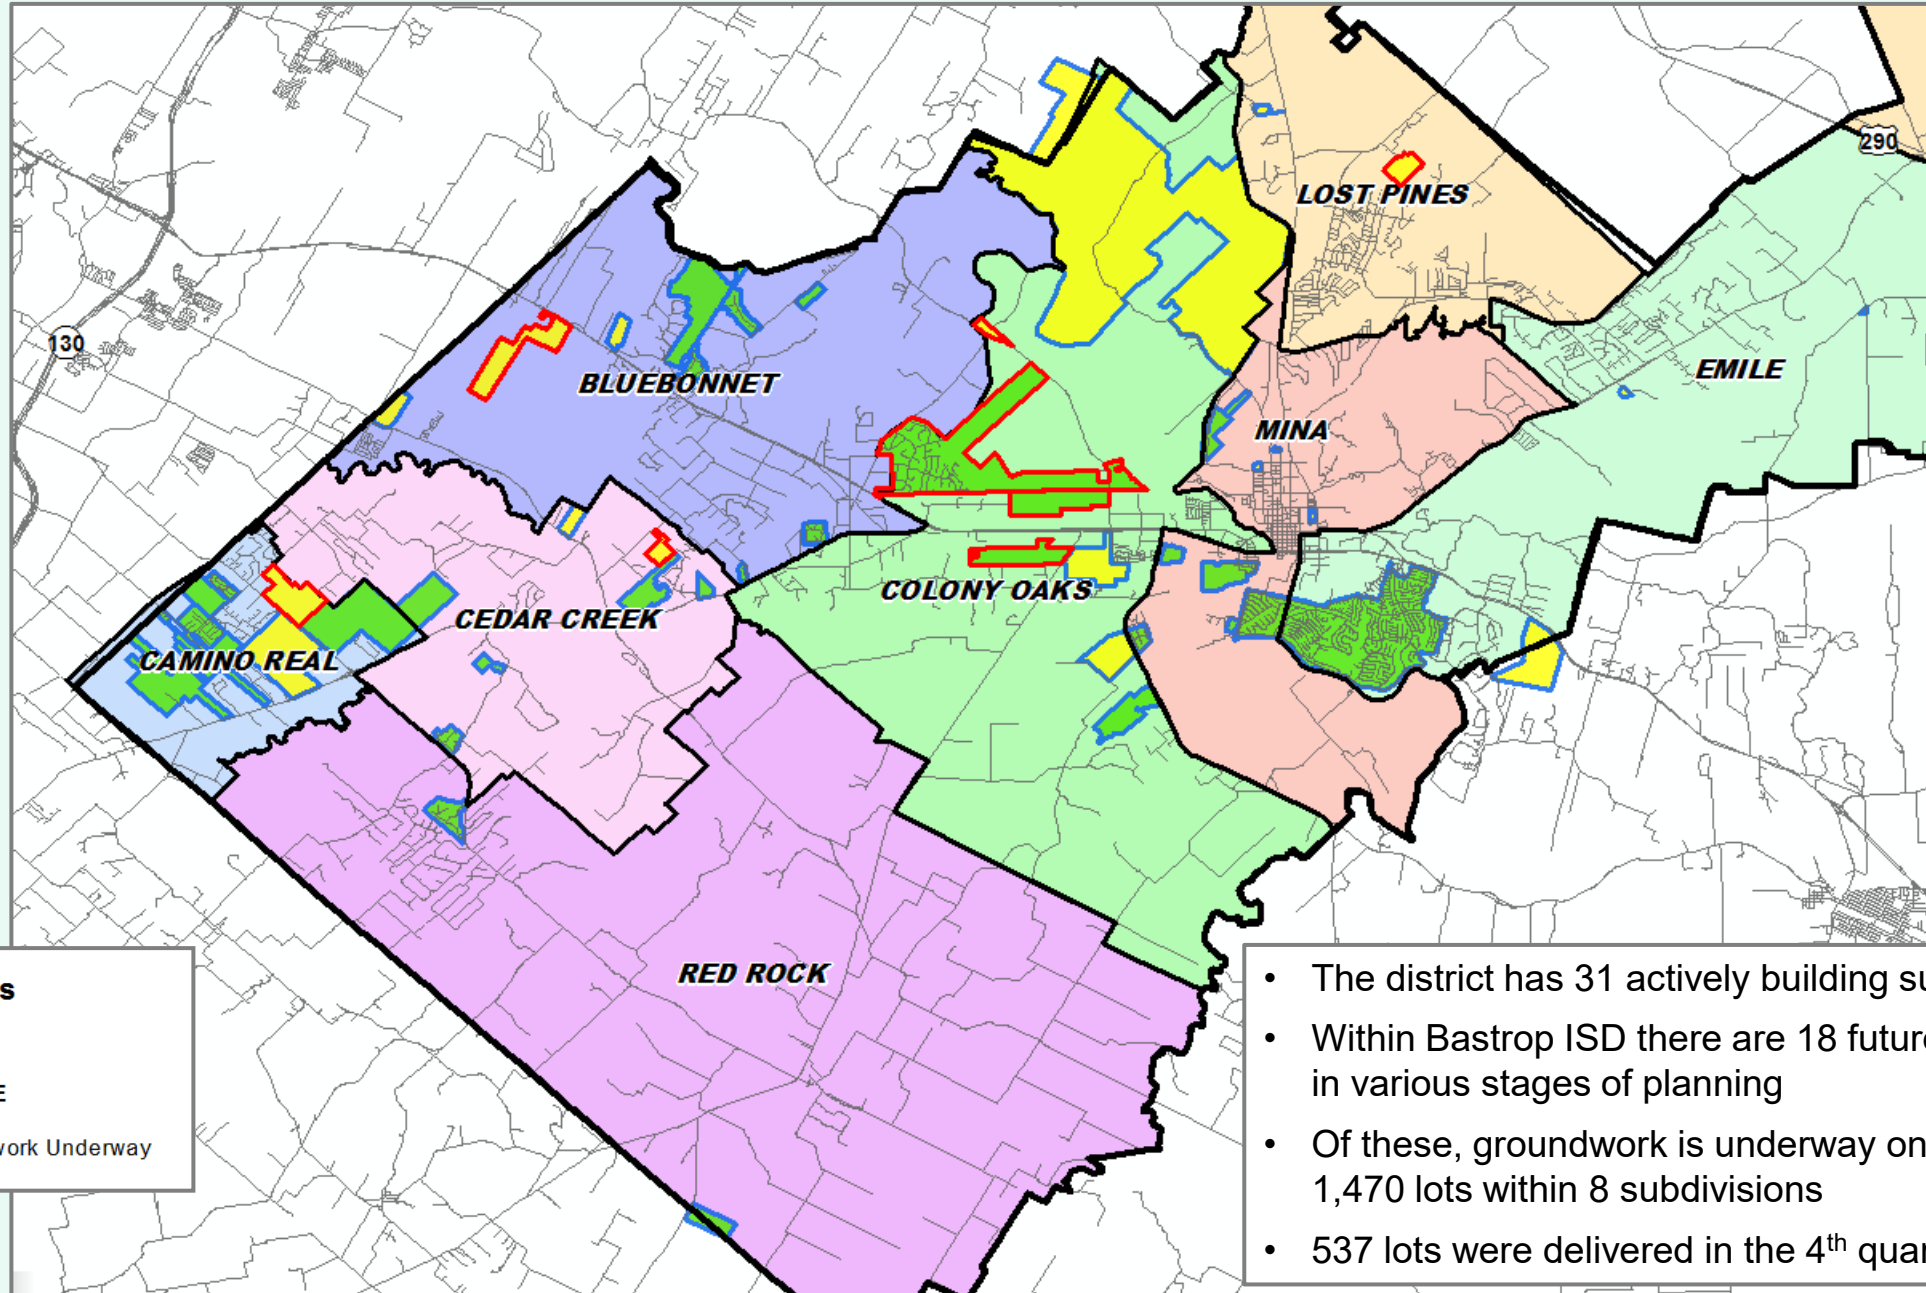 290
LOST PINES
130
EMILE
BLUEBONNET
MINA
COLONY OAKS
CEDAR CREEK
CAMINO REAL
RED ROCK
s
E
work Underway
• The district has 31 actively building su
• Within Bastrop ISD there are 18 future
in various stages of planning
• Of these, groundwork is underway on
1,470 lots within 8 subdivisions
• 537 lots were delivered in the 4th quar